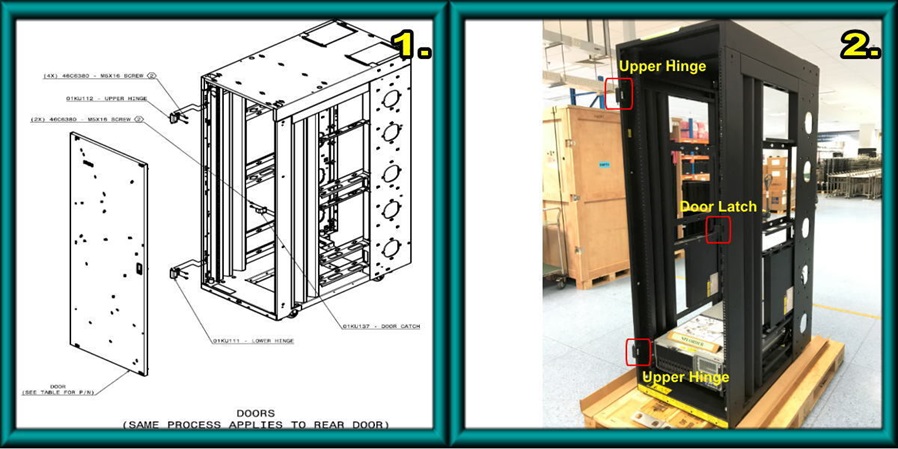 1.
(4X) 46C6380 - M5X16 SCREW 2
01KU112 - UPPER HINGE
(2X) 46C6380 - M5X16 SCREW 2
01KU137 - DOOR CATCH
01KU111 - LOWER HINGE
DOOR
(SEE TABLE FOR P/N)
DOORS
(SAME PROCESS APPLIES TO REAR DOOR)
2.
Upper Hinge
Door Latch
Upper Hinge